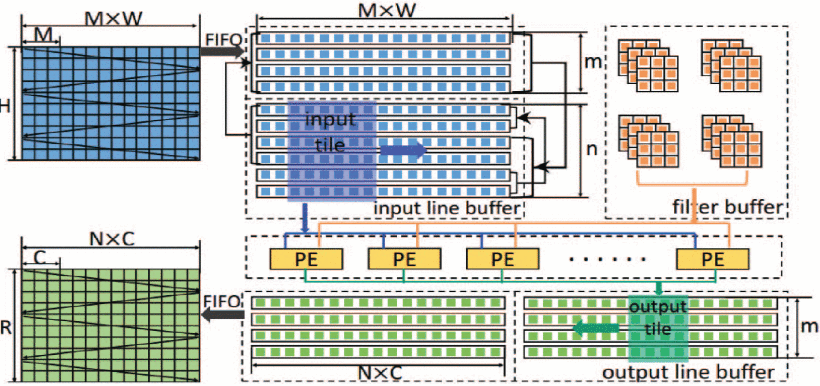 M×W
M
H
FIFO
M×W
m
input
tile
n
input line buffer
filter buffer
PE
PE
PE
......
PE
N×C
C
R
FIFO
N×C
output
tile
m
output line buffer